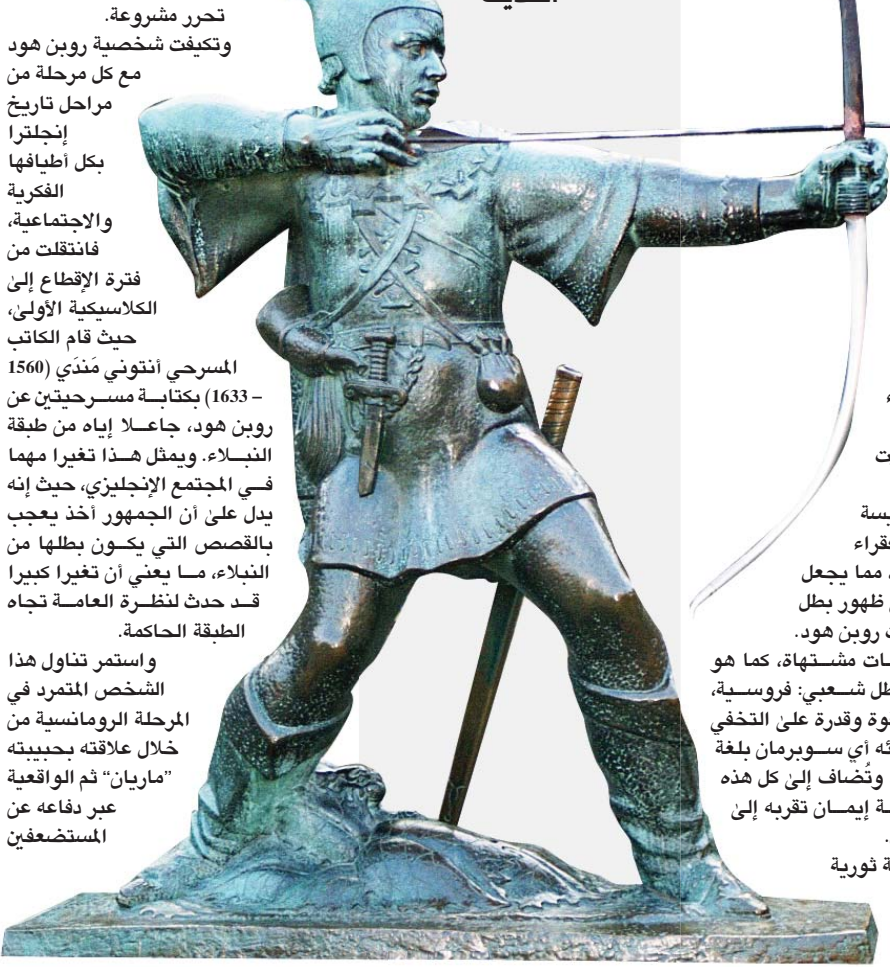 مما يجعل
ظهور بطل
روبن هود.
مشتهاة، كما هو
شعبي: فروسية،
وقدرة علىٰ التخفي
أي سوبرمان بلغة
وتُضاف إلىٰ كل هذه
إيمان تقربه إلىٰ
ثورية
تحرر مشروعة.
وتكيفت شخصية روبن هود
مع كل مرحلة من
مراحل تاريخ
إنجلترا
بكل أطيافها
الفكرية
والاجتماعية،
فانتقلت من
فترة الإقطاع إلىٰ
الكلاسيكية الأولىٰ،
حيث قام الكاتب
المسرحي أنتوني مَندَي (1560
– 1633) بكتابة مسرحيتين عن
روبن هود، جاعلا إياه من طبقة
النبلاء. ويمثل هذا تغيرا مهما
في المجتمع الإنجليزي، حيث إنه
يدل علىٰ أن الجمهور أخذ يعجب
بالقصص التي يكون بطلها من
النبلاء، ما يعني أن تغيرا كبيرا
قد حدث لنظرة العامة تجاه
الطبقة الحاكمة.
واستمر تناول هذا
الشخص المتمرد في
المرحلة الرومانسية من
خلال علاقته بحبيبته
”ماريان“ ثم الواقعية
عبر دفاعه عن
المستضعفين